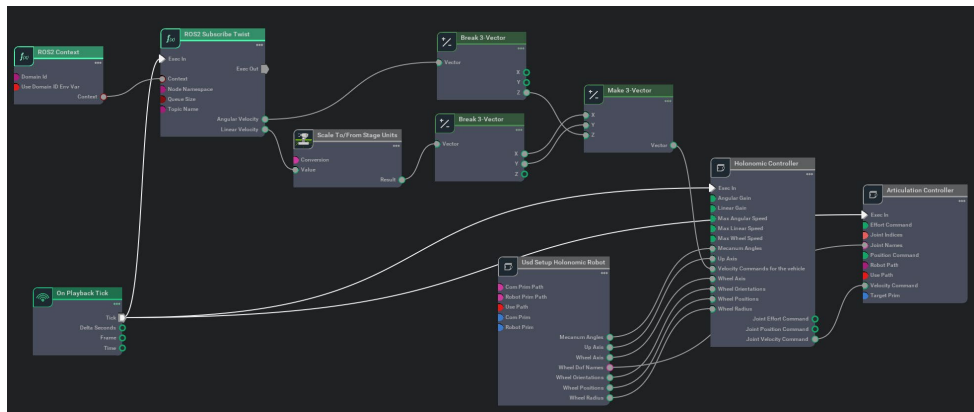 ROS2 Context
Domain Id
Use Domain ID Env Var
Context
ROS2 Subscribe Twist
Exec In
Exec Out
Context
Node Namespace
Queue Size
Topic Name
Angular Velocity
Linear Velocity
Scale To/From Stage Units
Conversion
Value
Result
Break 3-Vector
Vector
X
Y
Z
Break 3-Vector
Vector
X
Y
Z
Make 3-Vector
X
Y
Z
Vector
On Playback Tick
Tick
Delta Seconds
Frame
Time
Usd Setup Holonomic Robot
Com Prim Path
Robot Prim Path
Use Path
Com Prim
Robot Prim
Mecanum Angles
Up Axis
Wheel Axis
Wheel Dof Names
Wheel Orientations
Wheel Positions
Wheel Radius
Holonomic Controller
Exec In
Angular Gain
Linear Gain
Max Angular Speed
Max Linear Speed
Max Wheel Speed
Mecanum Angles
Up Axis
Velocity Commands for the vehicle
Wheel Axis
Wheel Orientations
Wheel Positions
Wheel Radius
Joint Effort Command
Joint Position Command
Joint Velocity Command
Articulation Controller
Exec In
Effort Command
Joint Indices
Joint Names
Position Command
Robot Path
Use Path
Velocity Command
Target Prim